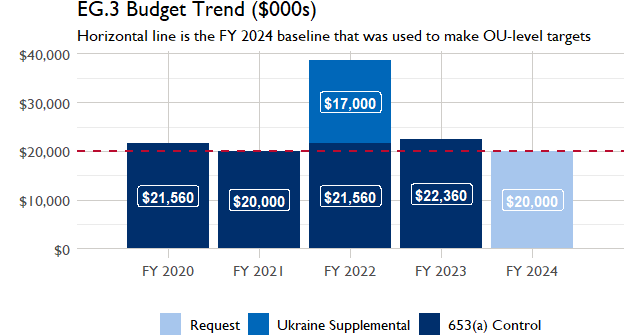 EG.3 Budget Trend ($000s)
Horizontal line is the FY 2024 baseline that was used to make OU-level targets
$40,000
$30,000
$20,000
$10,000
$0
$17,000
$21,560
$20,000
$21,560
$22,360
$20,000
FY 2020
FY 2021
FY 2022
FY 2023
FY 2024
Request
Ukraine Supplemental
653(a) Control